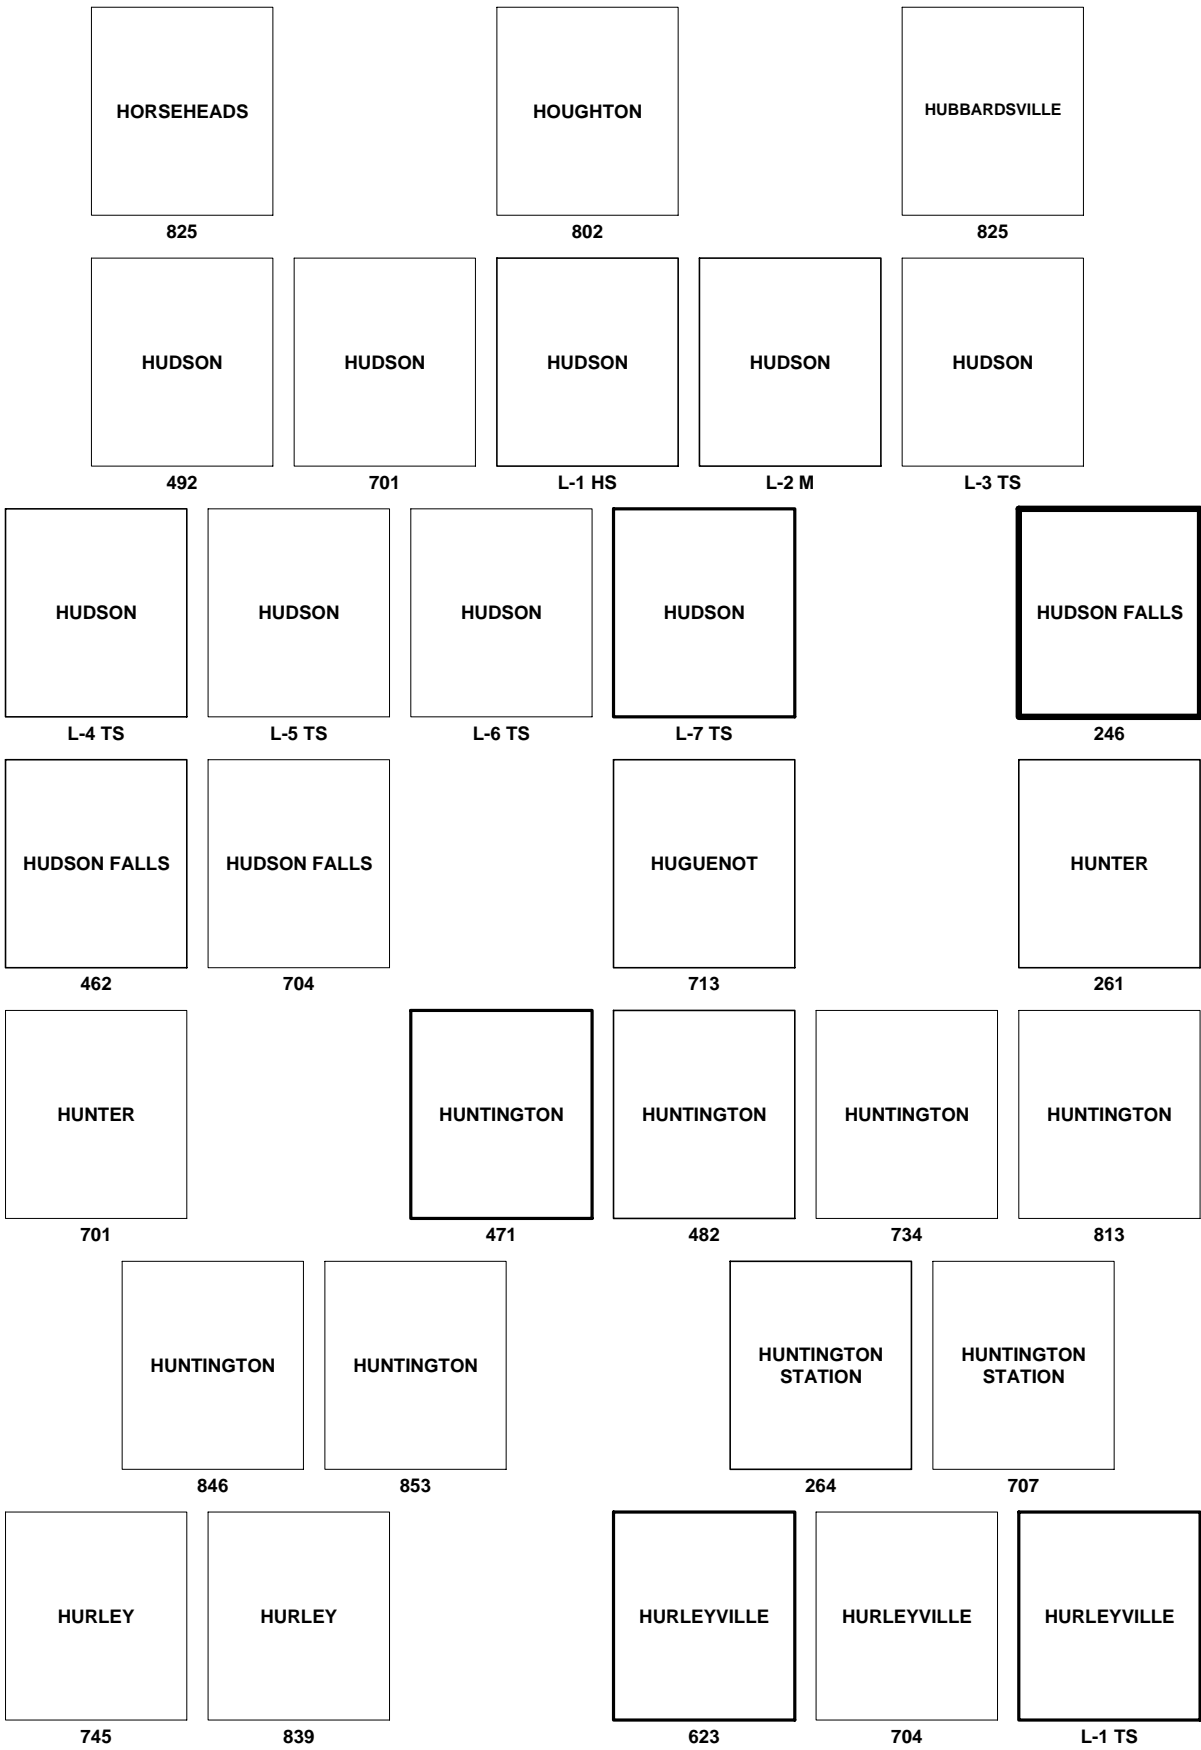 HORSEHEADS
HOUGHTON
HUBBARDSVILLE
825
802
825
HUDSON
HUDSON
HUDSON
HUDSON
HUDSON
492
701
L-1 HS
L-2 M
L-3 TS
HUDSON
HUDSON
HUDSON
HUDSON
HUDSON FALLS
L-4 TS
L-5 TS
L-6 TS
L-7 TS
246
HUDSON FALLS
HUDSON FALLS
HUGUENOT
HUNTER
462
704
713
261
HUNTER
HUNTINGTON
HUNTINGTON
HUNTINGTON
HUNTINGTON
701
471
482
734
813
HUNTINGTON
HUNTINGTON
HUNTINGTON
STATION
HUNTINGTON
STATION
846
853
264
707
HURLEY
HURLEY
HURLEYVILLE
HURLEYVILLE
HURLEYVILLE
745
839
623
704
L-1 TS